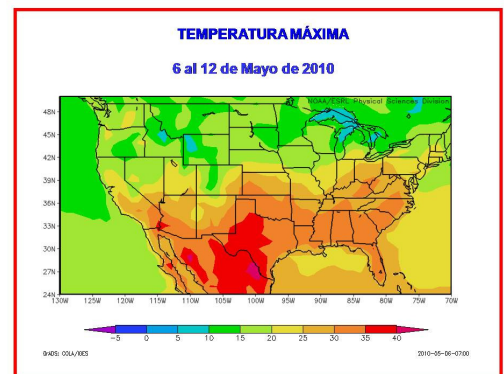 TEMPERATURA MÁXIMA
6 al 12 de Mayo de 2010
NOAA/ESRL Physical Sciences Division
48N
45N
42N
39N
36N
33N
30N
27N
24N
130W 125W 120W 115W 110W 105W 100W 95W 90W 85W 80W 75W 70W
-5 0 5 10 15 20 25 30 35 40
GrADS: COLA/IGES 2010-05-06-07:00